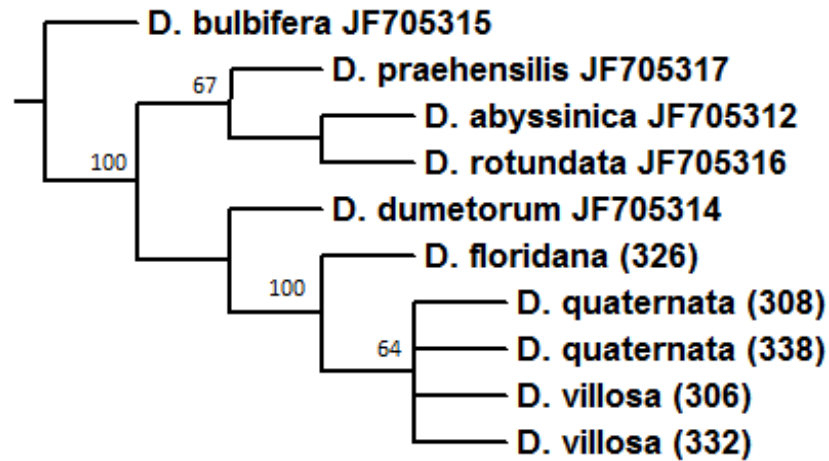 D. bulbifera JF705315
D. praehensilis JF705317
67
D. abyssinica JF705312
100
D. rotundata JF705316
D. dumetorum JF705314
D. floridana (326)
100
D. quaternata (308)
64
D. quaternata (338)
D. villosa (306)
D. villosa (332)